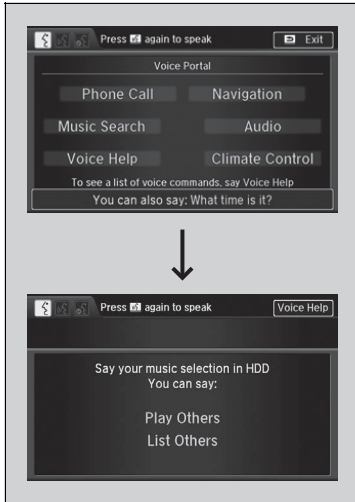 Press again to speak
Exit
Voice Portal
Phone Call
Navigation
Music Search
Audio
Voice Help
Climate Control
To see a list of voice commands, say Voice Help
You can also say: What time is it?
Press again to speak
Voice Help
Say your music selection in HDD
You can say:
Play Others
List Others